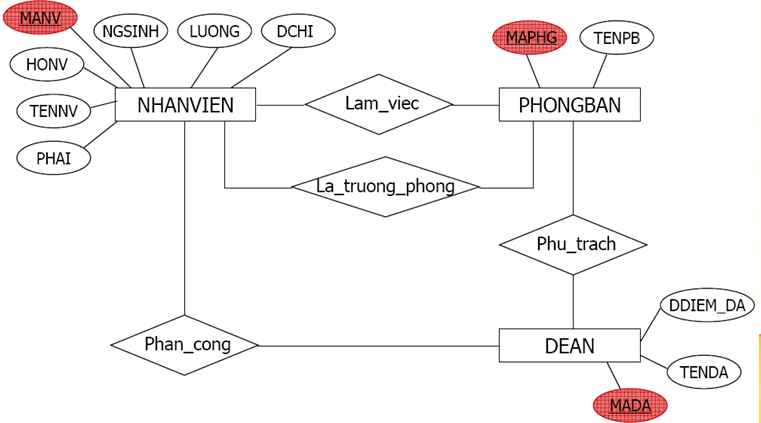 MANV
NGSINH
LUONG
DCHI
HONV
TENNV
PHAI
NHANVIEN
Lam_viec
MAPHG
TENPB
PHONGBAN
La_truong_phong
Phu_trach
Phan_cong
DEAN
DDIEM_DA
TENDA
MADA